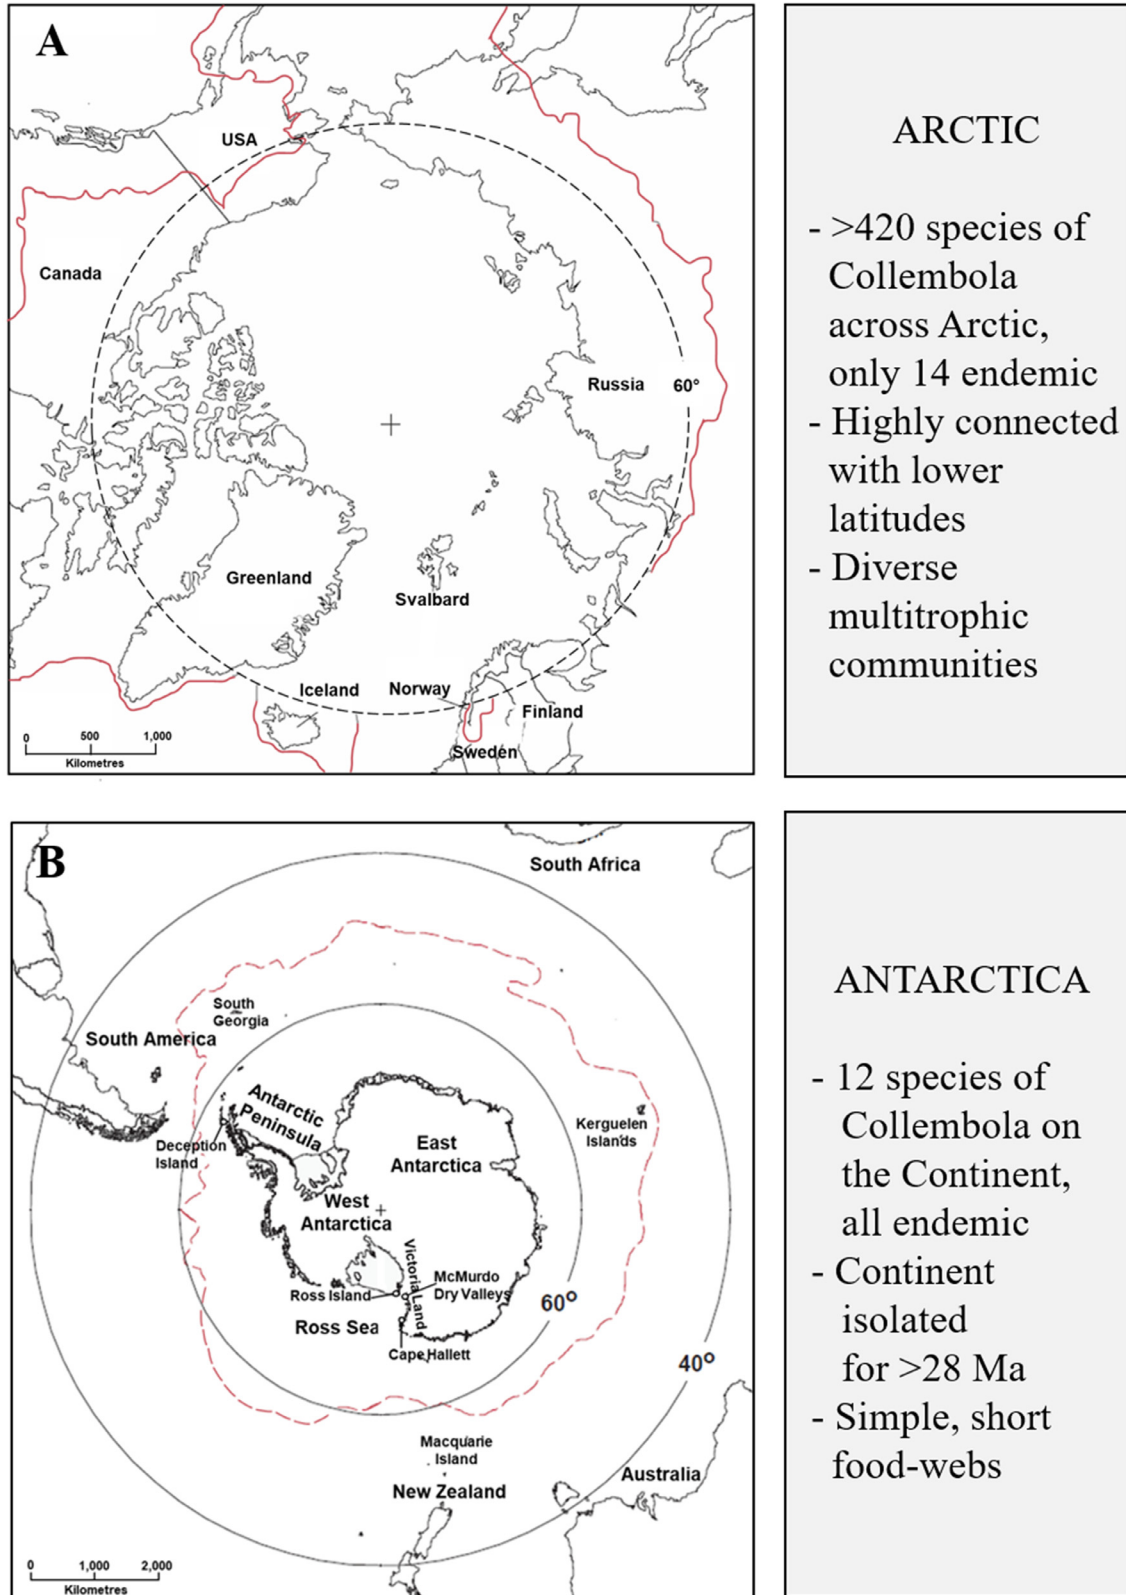 A
USA
Canada
Russia
60°
Greenland
Svalbard
Iceland
Norway
Finland
Sweden
0 500 1,000
Kilometres
ARCTIC
- >420 species of
Collembola
across Arctic,
only 14 endemic
- Highly connected
with lower
latitudes
- Diverse
multitrophic
communities
B
South Africa
South
Georgia
South America
Antarctic
Peninsula
Kerguelen
Islands
Deception
Island
East
Antarctica
West
Antarctica
Victoria Land
Ross Island
McMurdo
Dry Valleys
60°
Ross Sea
Cape Hallett
40°
Macquarie
Island
Australia
New Zealand
0 1,000 2,000
Kilometres
ANTARCTICA
- 12 species of
Collembola on
the Continent,
all endemic
- Continent
isolated
for >28 Ma
- Simple, short
food-webs